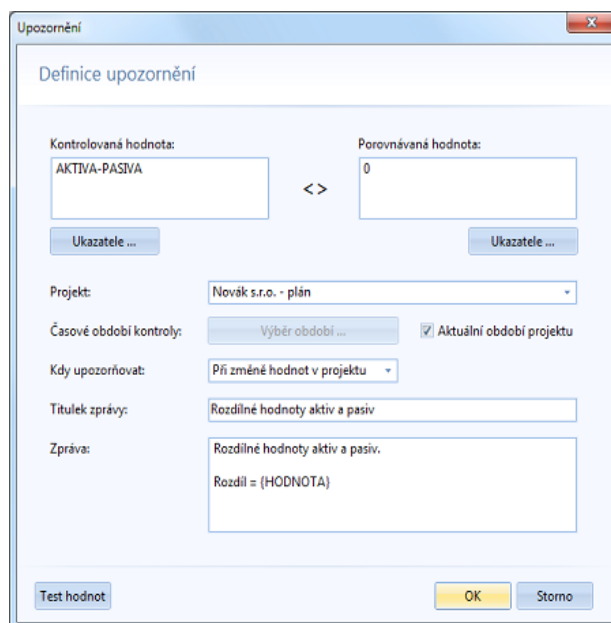 Upozornění
Definice upozornění
Kontrolovaná hodnota: Porovnávaná hodnota:
AKTIVA-PASIVA <> 0
Ukazatele ... Ukazatele ...
Projekt: Novák s.r.o. - plán
Časové období kontroly: Výběr období ... Aktuální období projektu
Kdy upozorňovat: Při změně hodnot v projektu
Titulek zprávy: Rozdílné hodnoty aktiv a pasiv
Zpráva: Rozdílné hodnoty aktiv a pasiv.
Rozdíl = {HODNOTA}
Test hodnot OK Storno